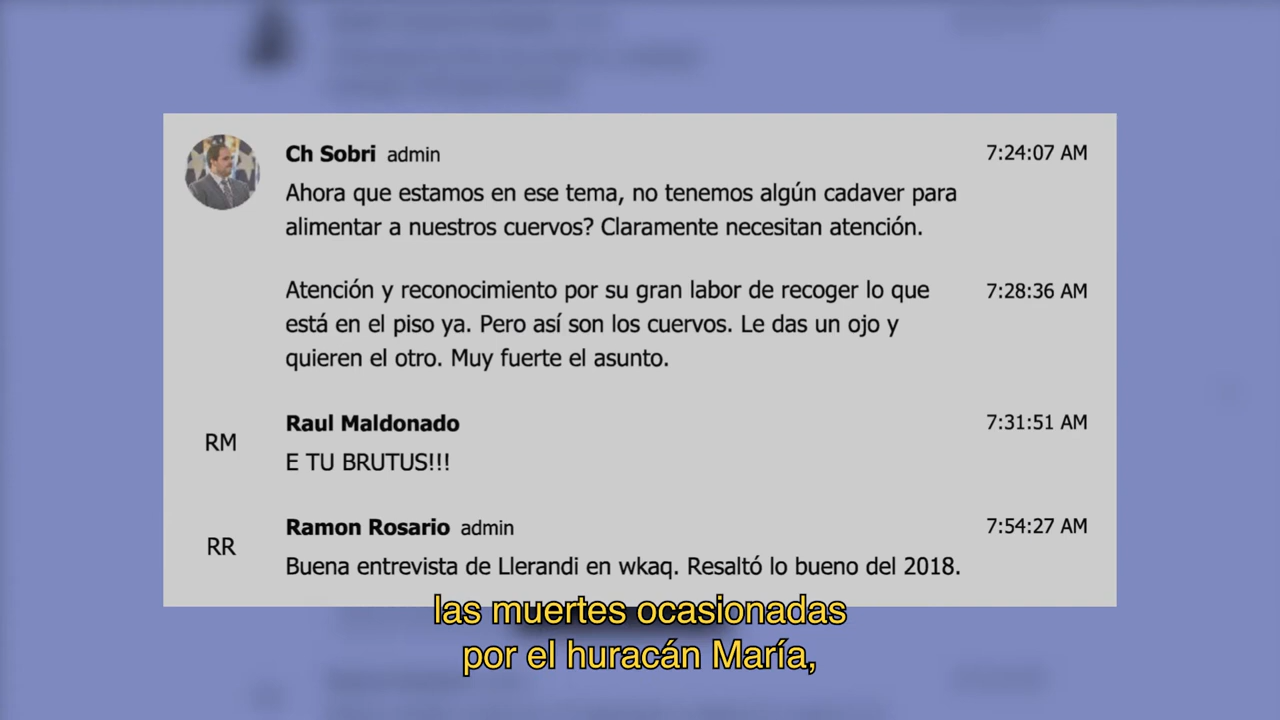 Ch Sobri admin 7:24:07 AM
Ahora que estamos en ese tema, no tenemos algún cadaver para
alimentar a nuestros cuervos? Claramente necesitan atención.
Atención y reconocimiento por su gran labor de recoger lo que 7:28:36 AM
está en el piso ya. Pero así son los cuervos. Le das un ojo y
quieren el otro. Muy fuerte el asunto.
Raul Maldonado 7:31:51 AM
RM
E TU BRUTUS!!!
Ramon Rosario admin 7:54:27 AM
RR
Buena entrevista de Llerandi en wkaq. Resaltó lo bueno del 2018.
las muertes ocasionadas
por el huracán María,